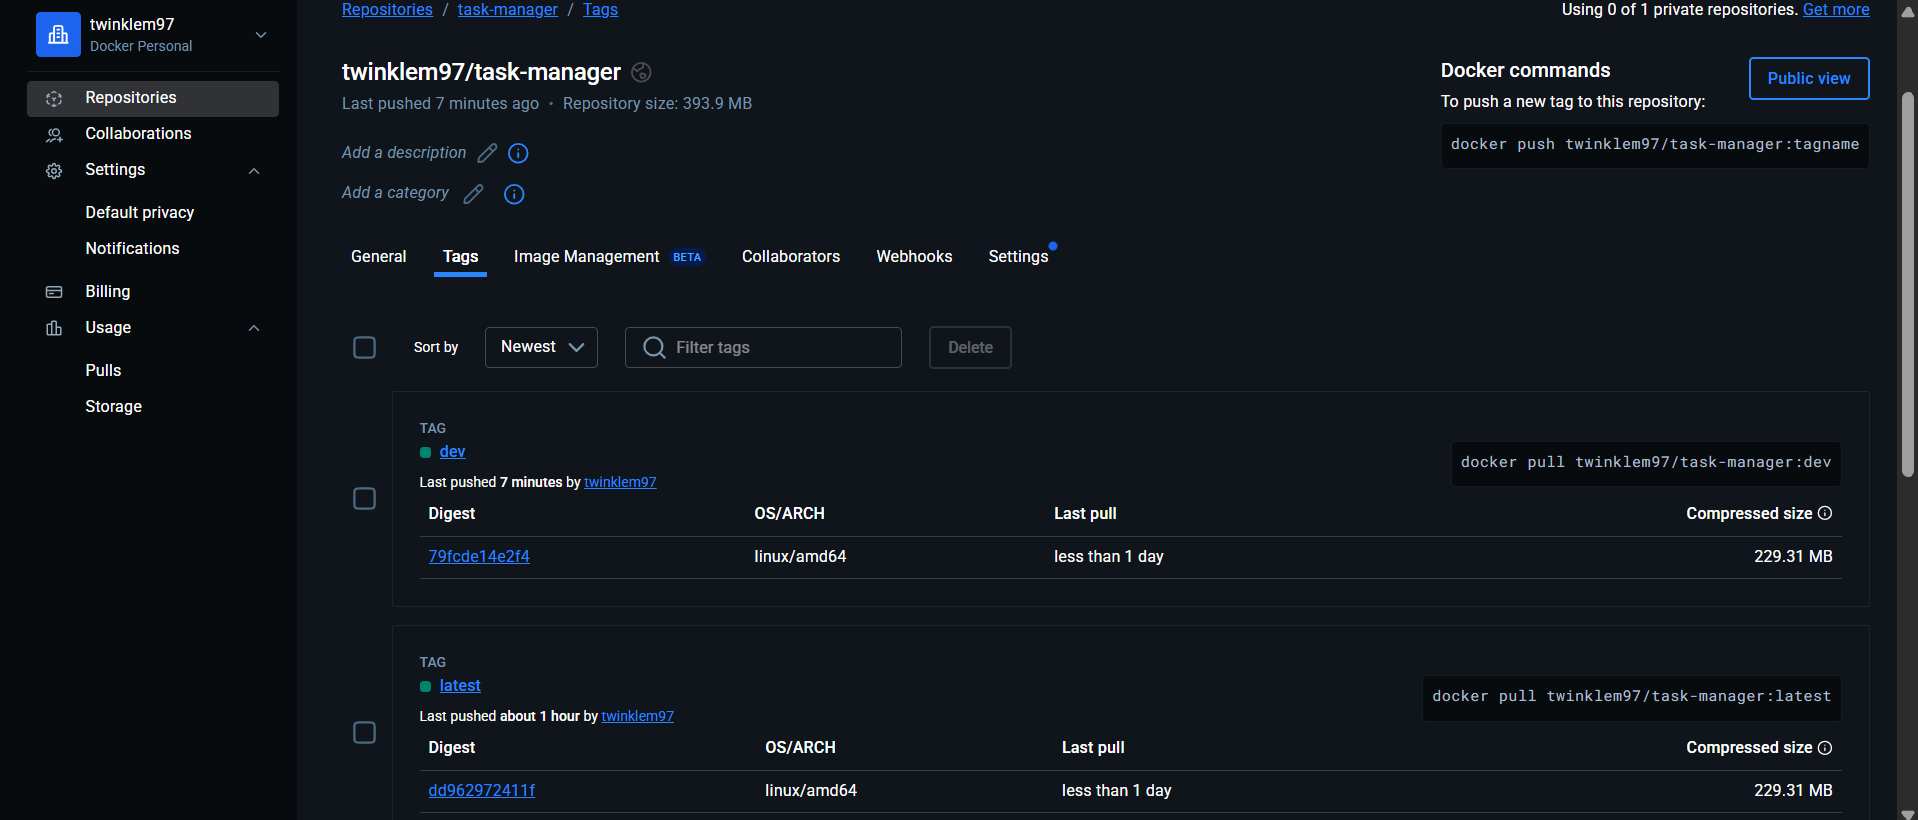 twinklem97
Docker Personal
Repositories
Collaborations
Settings
Default privacy
Notifications
Billing
Usage
Pulls
Storage
Repositories / task-manager / Tags
Using 0 of 1 private repositories. Get more
twinklem97/task-manager
Last pushed 7 minutes ago · Repository size: 393.9 MB
Add a description
Add a category
Docker commands
Public view
To push a new tag to this repository:
docker push twinklem97/task-manager:tagname
General Tags Image Management BETA Collaborators Webhooks Settings
Sort by Newest Filter tags Delete
TAG
dev
docker pull twinklem97/task-manager:dev
Last pushed 7 minutes by twinklem97
Digest OS/ARCH Last pull Compressed size
79fcde14e2f4 linux/amd64 less than 1 day 229.31 MB
TAG
latest
docker pull twinklem97/task-manager:latest
Last pushed about 1 hour by twinklem97
Digest OS/ARCH Last pull Compressed size
dd962972411f linux/amd64 less than 1 day 229.31 MB